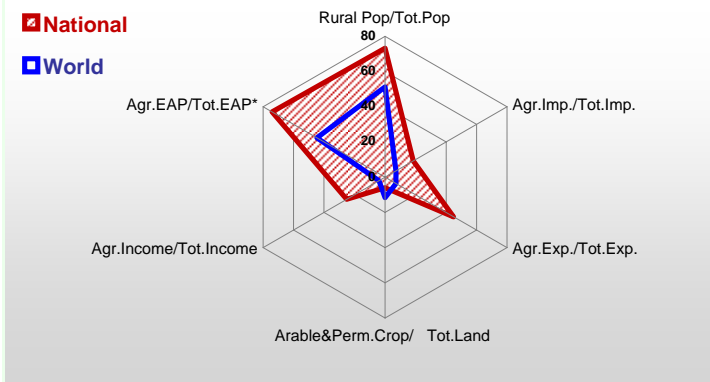 National
World
Rural Pop/Tot.Pop
80
60
40
20
0
Agr.EAP/Tot.EAP*
Agr.Imp./Tot.Imp.
Agr.Income/Tot.Income
Agr.Exp./Tot.Exp.
Arable&Perm.Crop/ Tot.Land